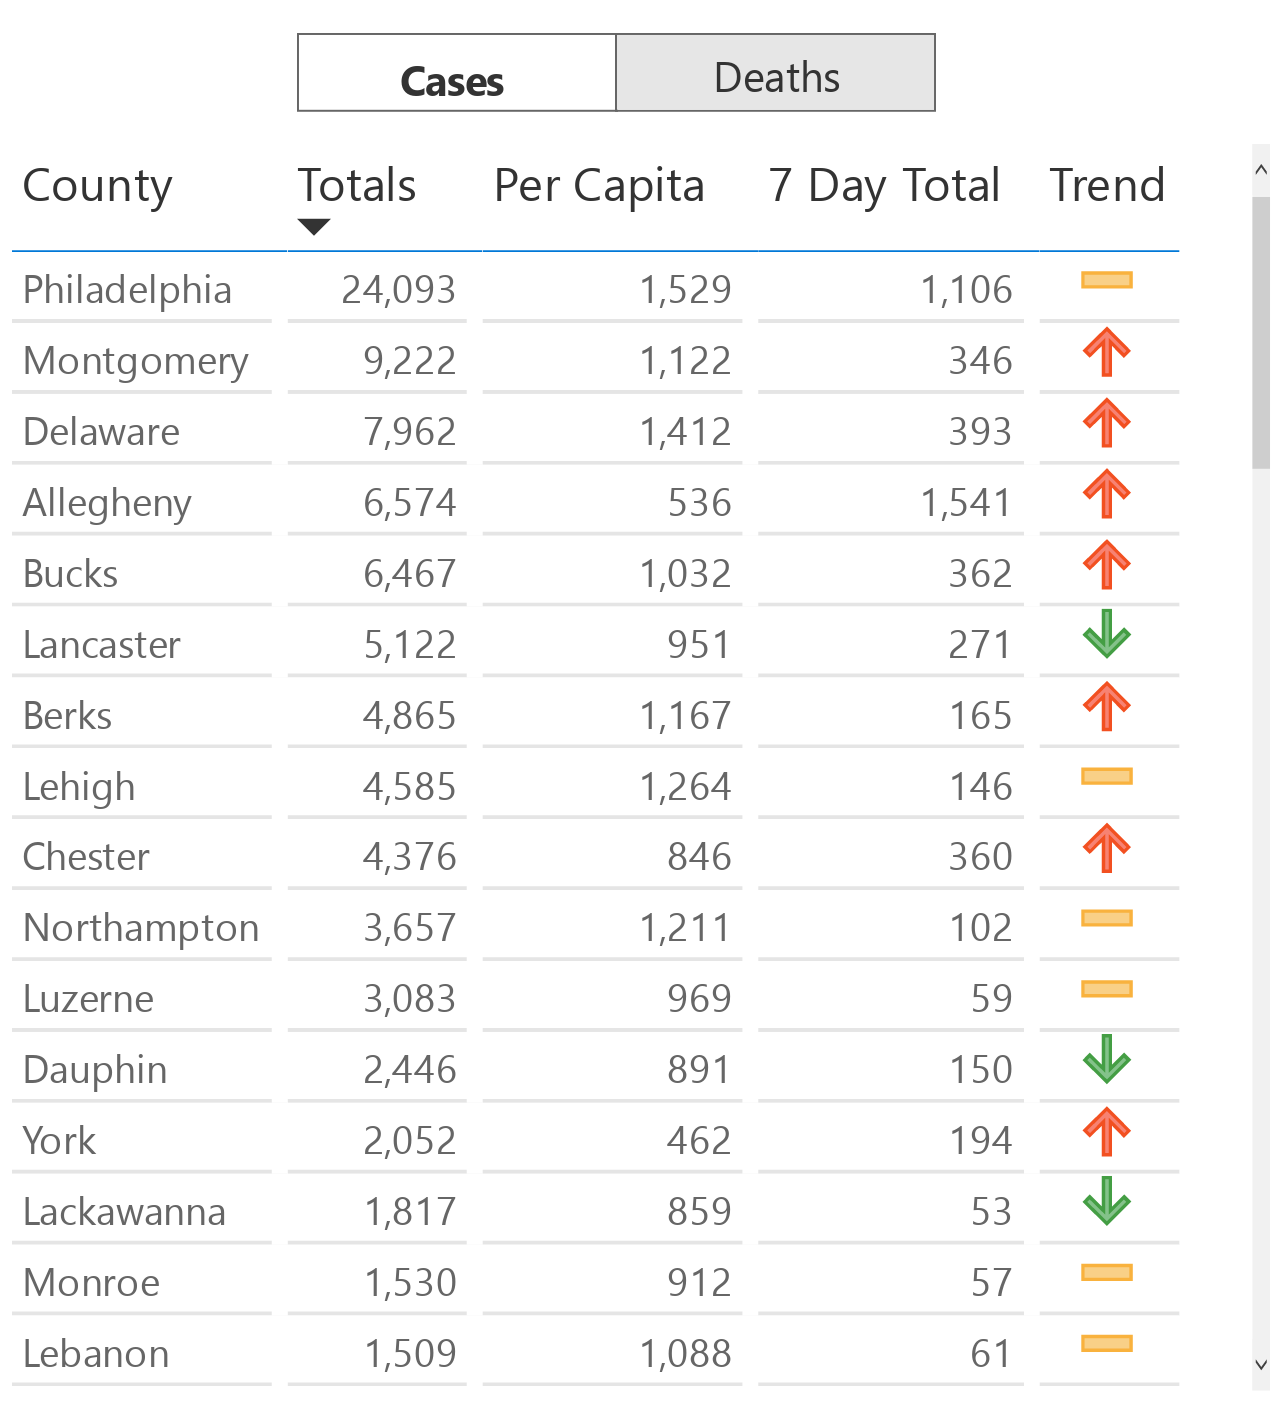 Cases Deaths
County Totals Per Capita 7 Day Total Trend
Philadelphia 24,093 1,529 1,106
Montgomery 9,222 1,122 346
Delaware 7,962 1,412 393
Allegheny 6,574 536 1,541
Bucks 6,467 1,032 362
Lancaster 5,122 951 271
Berks 4,865 1,167 165
Lehigh 4,585 1,264 146
Chester 4,376 846 360
Northampton 3,657 1,211 102
Luzerne 3,083 969 59
Dauphin 2,446 891 150
York 2,052 462 194
Lackawanna 1,817 859 53
Monroe 1,530 912 57
Lebanon 1,509 1,088 61